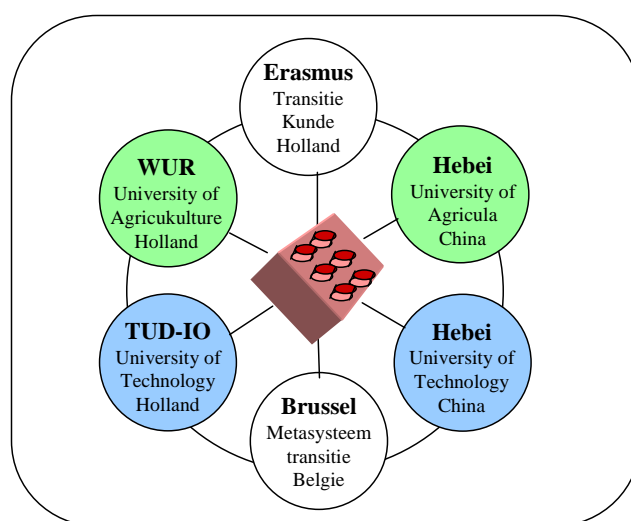 Erasmus
Transitie
Kunde
Holland
WUR
University of
Agricukulture
Holland
Hebei
University of
Agricula
China
TUD-IO
University of
Technology
Holland
Hebei
University of
Technology
China
Brussel
Metasysteem
transitie
Belgie